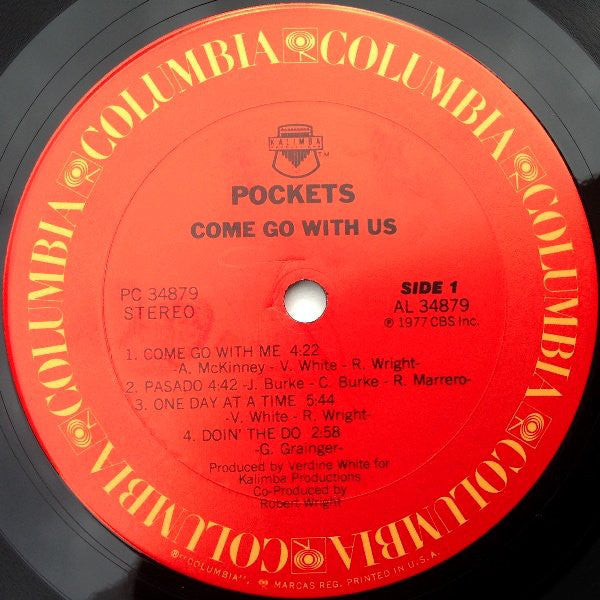 COLUMBIA COLUMBIA COLUMBIA COLUMBIA COLUMBIA COLUMBIA
KALIMBA
TM
POCKETS
COME GO WITH US
PC 34879
STEREO
SIDE 1
AL 34879
℗ 1977 CBS Inc.
1. COME GO WITH ME 4:22
-A. McKinney - V. White - R. Wright-
2. PASADO 4:42 -J. Burke - C. Burke - R. Marrero-
3. ONE DAY AT A TIME 5:44
-V. White - R. Wright-
4. DOIN' THE DO 2:58
-G. Grainger-
Produced by Verdine White for
Kalimba Productions
Co-Produced by
Robert Wright
®"COLUMBIA", MARCAS REG. PRINTED IN U.S.A.